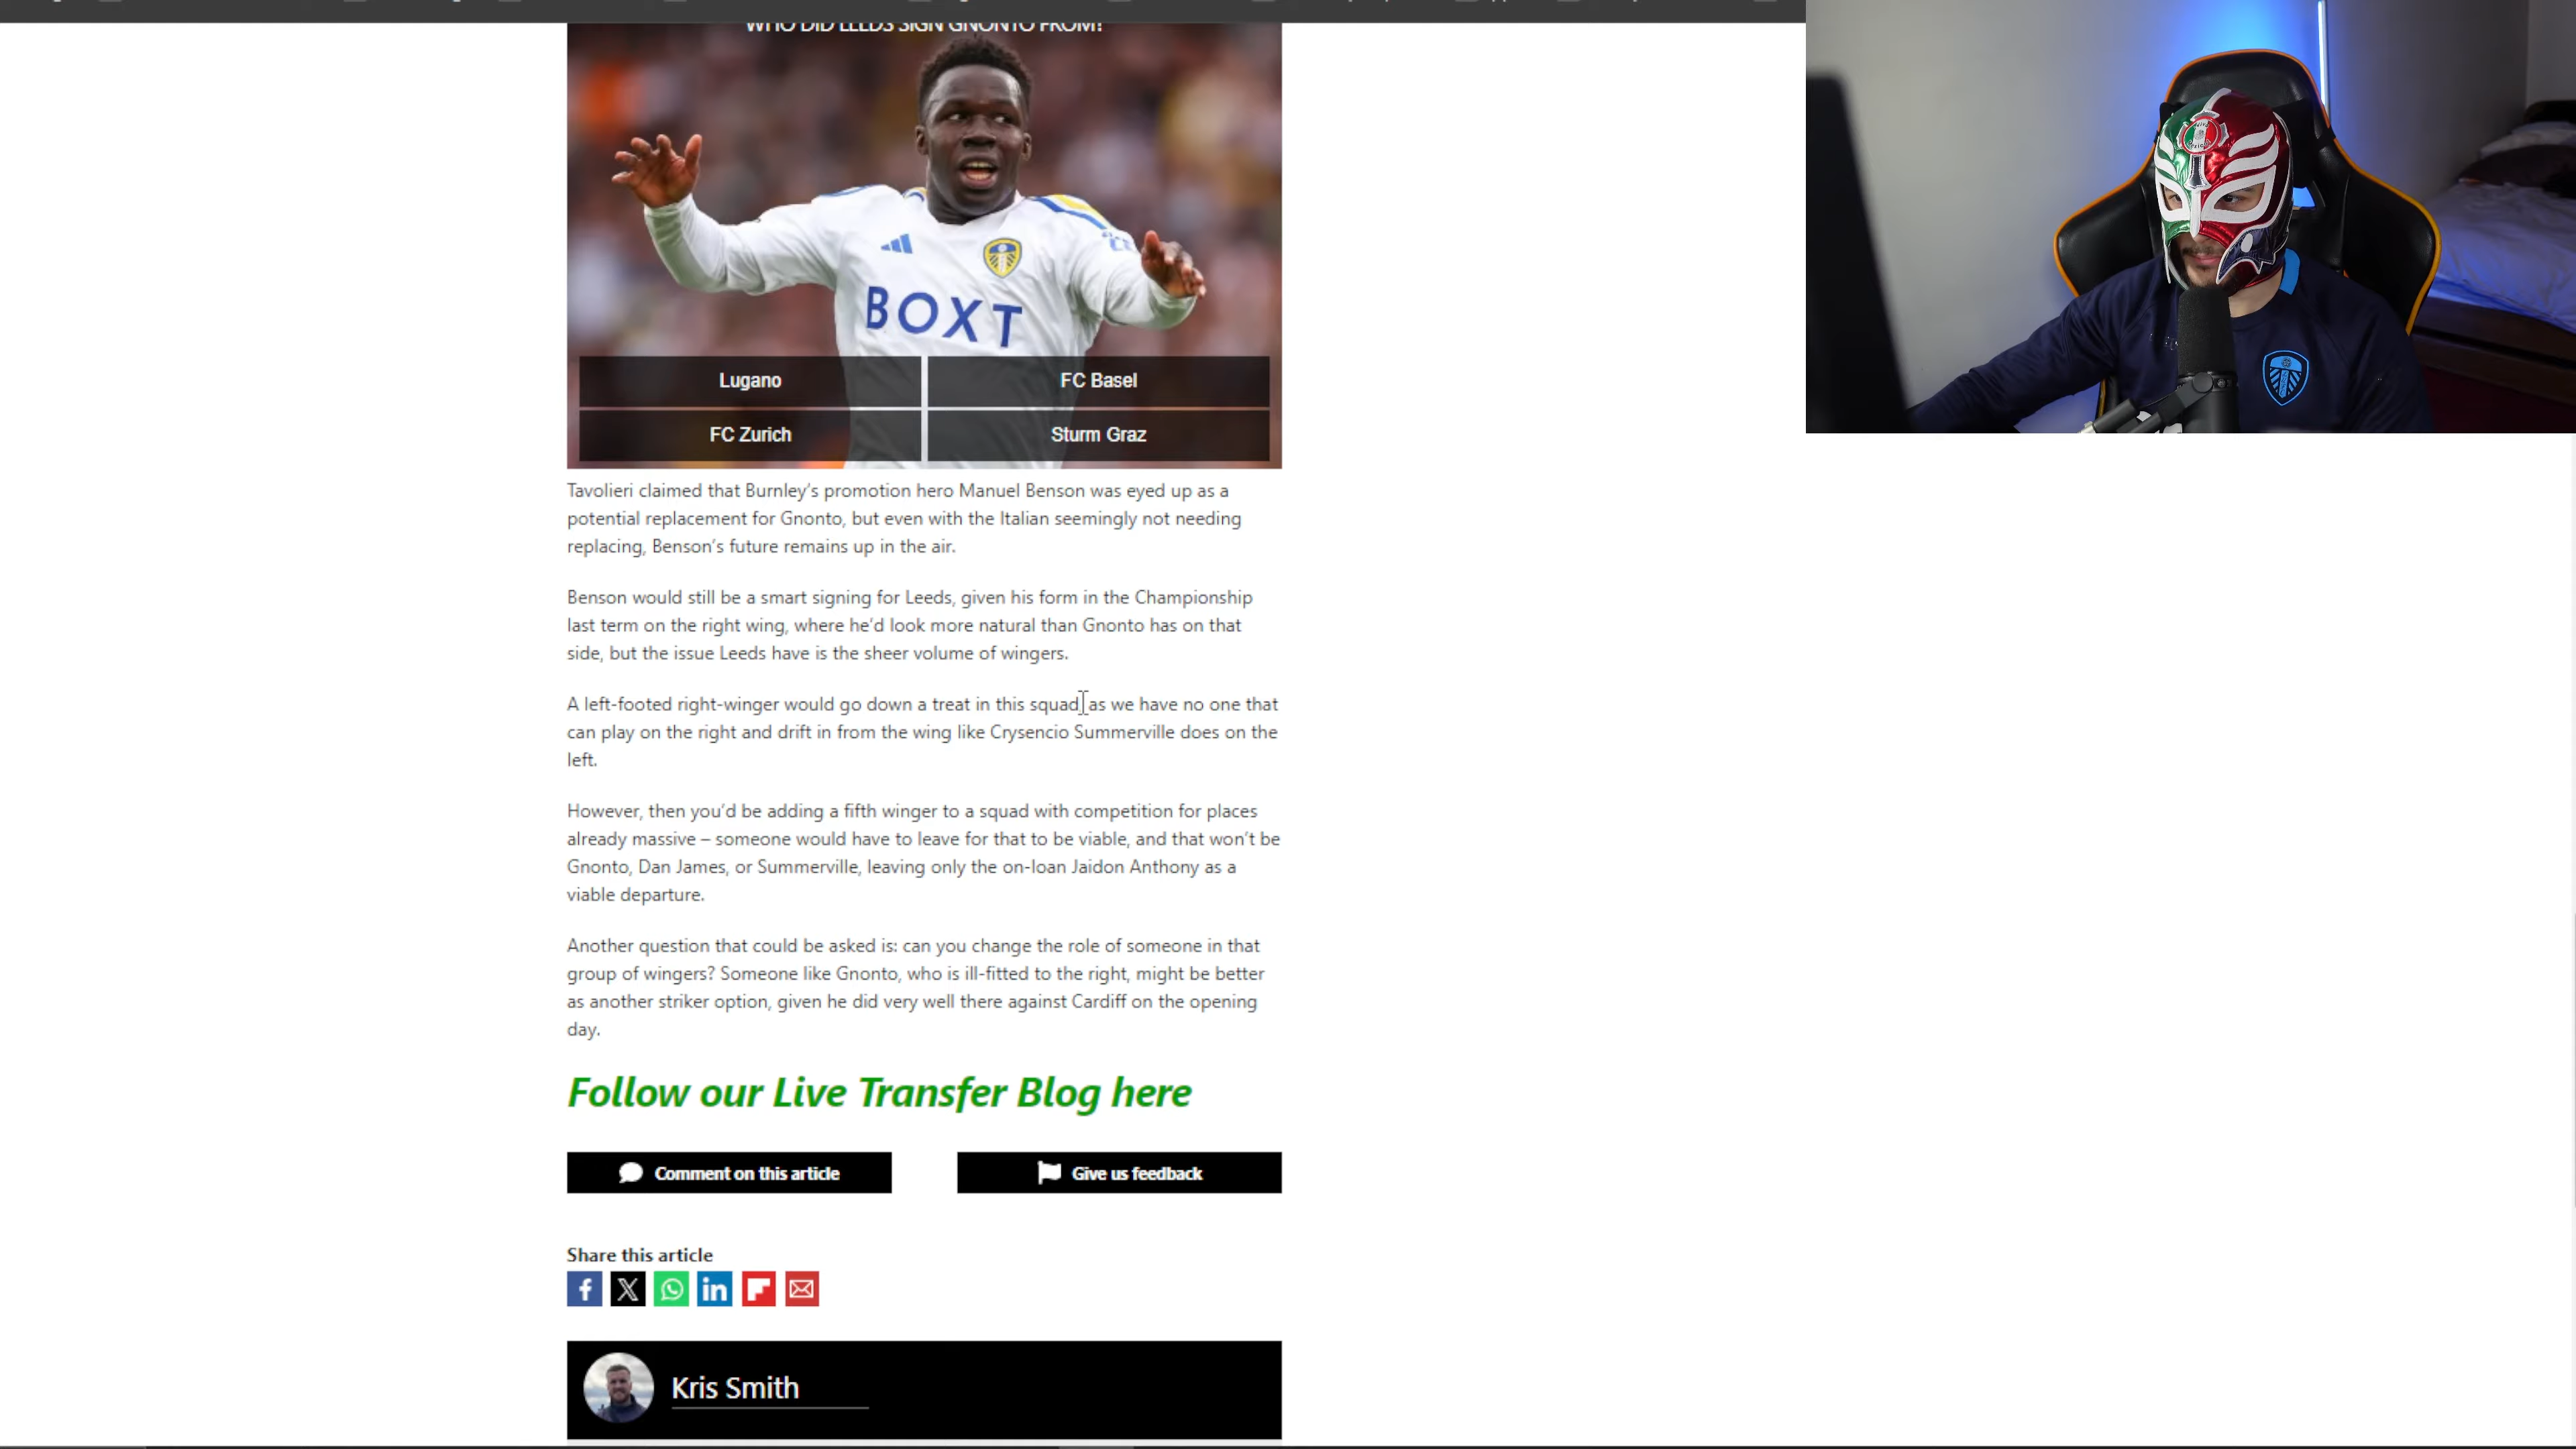 WHO DID LEEDS SIGN GNONTO FROM?
BOXT
Lugano
FC Basel
FC Zurich
Sturm Graz
Tavolieri claimed that Burnley’s promotion hero Manuel Benson was eyed up as a
potential replacement for Gnonto, but even with the Italian seemingly not needing
replacing, Benson’s future remains up in the air.
Benson would still be a smart signing for Leeds, given his form in the Championship
last term on the right wing, where he’d look more natural than Gnonto has on that
side, but the issue Leeds have is the sheer volume of wingers.
A left-footed right-winger would go down a treat in this squad as we have no one that
can play on the right and drift in from the wing like Crysencio Summerville does on the
left.
However, then you’d be adding a fifth winger to a squad with competition for places
already massive – someone would have to leave for that to be viable, and that won’t be
Gnonto, Dan James, or Summerville, leaving only the on-loan Jaidon Anthony as a
viable departure.
Another question that could be asked is: can you change the role of someone in that
group of wingers? Someone like Gnonto, who is ill-fitted to the right, might be better
as another striker option, given he did very well there against Cardiff on the opening
day.
Follow our Live Transfer Blog here
Comment on this article
Give us feedback
Share this article
Kris Smith